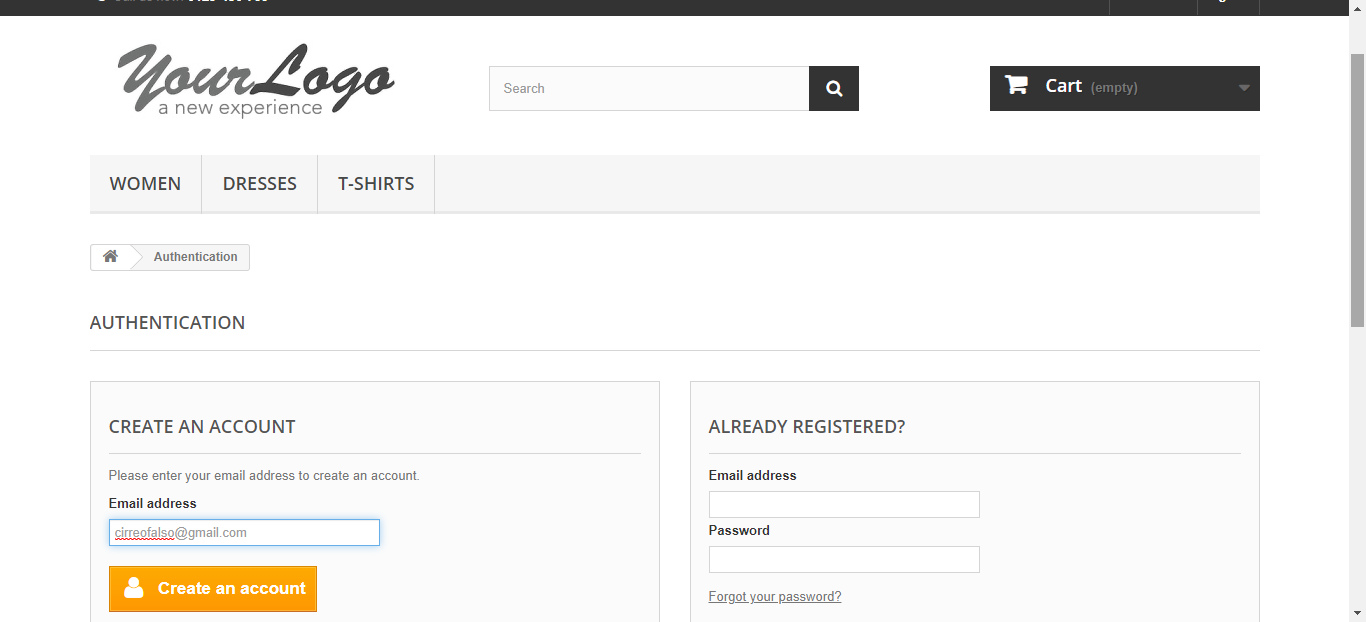 YourLogo
a new experience
Search
Cart (empty)
WOMEN DRESSES T-SHIRTS
Authentication
AUTHENTICATION
CREATE AN ACCOUNT
Please enter your email address to create an account.
Email address
cirreofalso@gmail.com
Create an account
ALREADY REGISTERED?
Email address
Password
Forgot your password?